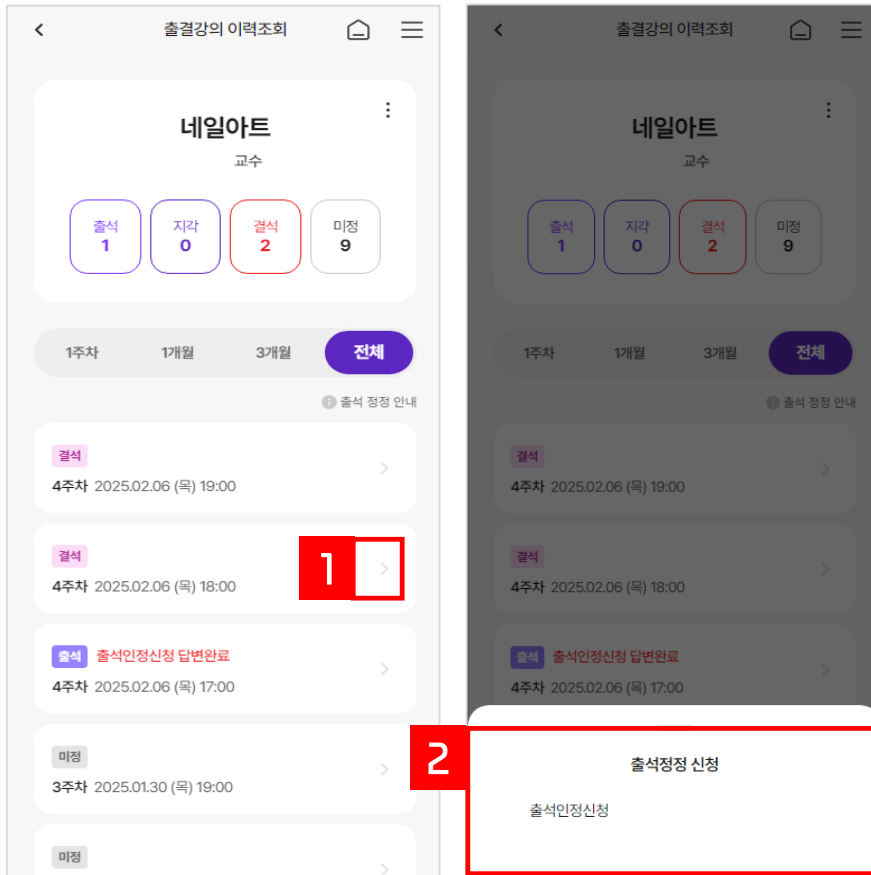 출결강의 이력조회
네일아트
교수
출석 지각 결석 미정
1 0 2 9
1주차 1개월 3개월 전체
출석 정정 안내
결석
4주차 2025.02.06 (목) 19:00
결석
4주차 2025.02.06 (목) 18:00
1
출석 출석인정신청 답변완료
4주차 2025.02.06 (목) 17:00
미정
3주차 2025.01.30 (목) 19:00
미정
출결강의 이력조회
네일아트
교수
출석 지각 결석 미정
1 0 2 9
1주차 1개월 3개월 전체
출석 정정 안내
결석
4주차 2025.02.06 (목) 19:00
결석
4주차 2025.02.06 (목) 18:00
출석 출석인정신청 답변완료
4주차 2025.02.06 (목) 17:00
2
출석정정 신청
출석인정신청